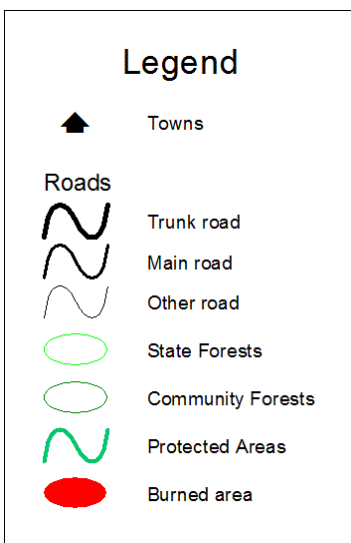 Legend
Towns
Roads
Trunk road
Main road
Other road
State Forests
Community Forests
Protected Areas
Burned area